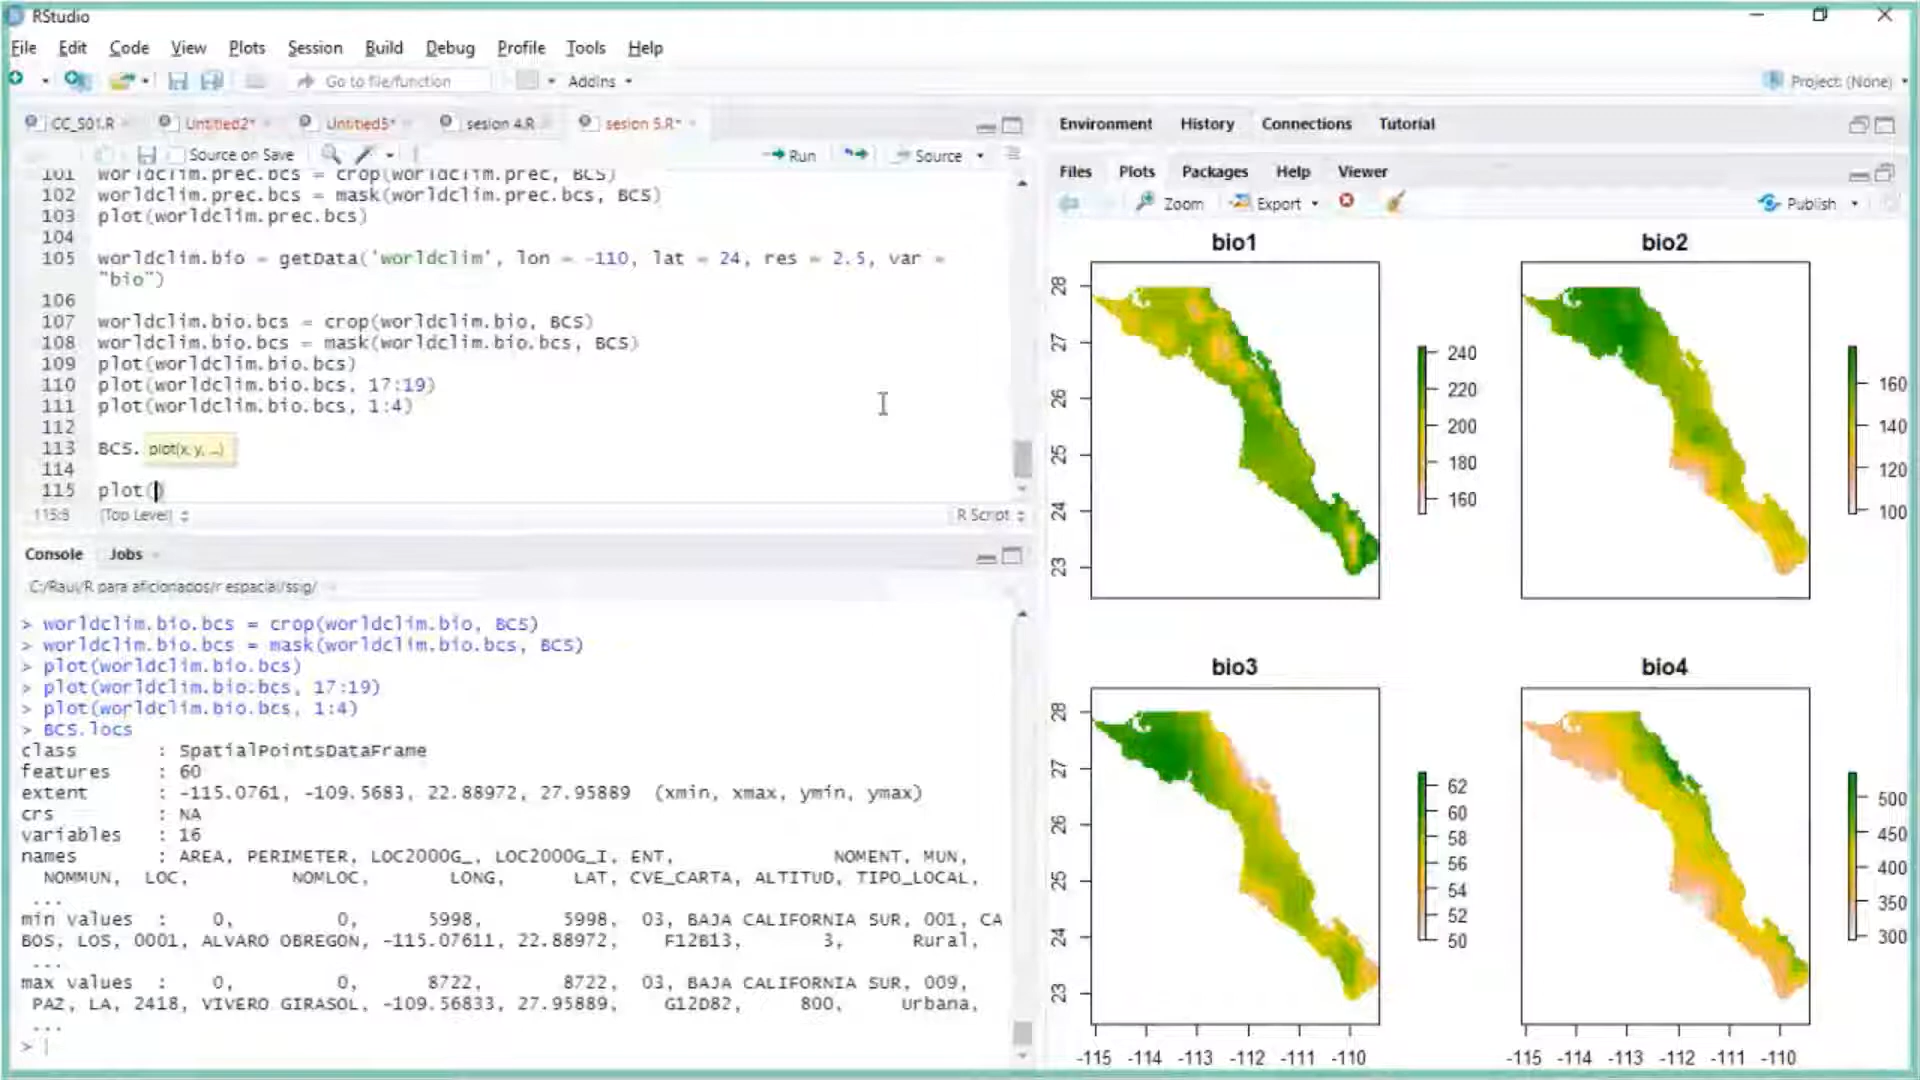 RStudio
File Edit Code View Plots Session Build Debug Profile Tools Help
Go to file/function Addins Project: (None)
CC_S01.R Untitled2* Untitled5* sesion 4.R sesion 5.R*
Source on Save Run Source
101 worldclim.prec.bcs = crop(worldclim.prec, BCS)
102 worldclim.prec.bcs = mask(worldclim.prec.bcs, BCS)
103 plot(worldclim.prec.bcs)
104
105 worldclim.bio = getData('worldclim', lon = -110, lat = 24, res = 2.5, var =
"bio")
106
107 worldclim.bio.bcs = crop(worldclim.bio, BCS)
108 worldclim.bio.bcs = mask(worldclim.bio.bcs, BCS)
109 plot(worldclim.bio.bcs)
110 plot(worldclim.bio.bcs, 17:19)
111 plot(worldclim.bio.bcs, 1:4)
112
113 BCS. plot(x, y, ...)
114
115 plot()
115:6 (Top Level) R Script
Console Jobs
C:/Raul/R para aficionados/r espacial/ssig/
> worldclim.bio.bcs = crop(worldclim.bio, BCS)
> worldclim.bio.bcs = mask(worldclim.bio.bcs, BCS)
> plot(worldclim.bio.bcs)
> plot(worldclim.bio.bcs, 17:19)
> plot(worldclim.bio.bcs, 1:4)
> BCS.locs
class : SpatialPointsDataFrame
features : 60
extent : -115.0761, -109.5683, 22.88972, 27.95889 (xmin, xmax, ymin, ymax)
crs : NA
variables : 16
names : AREA, PERIMETER, LOC2000G_, LOC2000G_I, ENT, NOMENT, MUN,
NOMMUN, LOC, NOMLOC, LONG, LAT, CVE_CARTA, ALTITUD, TIPO_LOCAL,
...
min values : 0, 0, 5998, 5998, 03, BAJA CALIFORNIA SUR, 001, CA
BOS, LOS, 0001, ALVARO OBREGON, -115.07611, 22.88972, F12B13, 3, Rural,
...
max values : 0, 0, 8722, 8722, 03, BAJA CALIFORNIA SUR, 009,
PAZ, LA, 2418, VIVERO GIRASOL, -109.56833, 27.95889, G12D82, 800, Urbana,
...
>
Environment History Connections Tutorial
Files Plots Packages Help Viewer
Zoom Export Publish
bio1
28
27
26
25
24
23
240
220
200
180
160
bio2
160
140
120
100
bio3
28
27
26
25
24
23
-115 -114 -113 -112 -111 -110
62
60
58
56
54
52
50
bio4
-115 -114 -113 -112 -111 -110
500
450
400
350
300